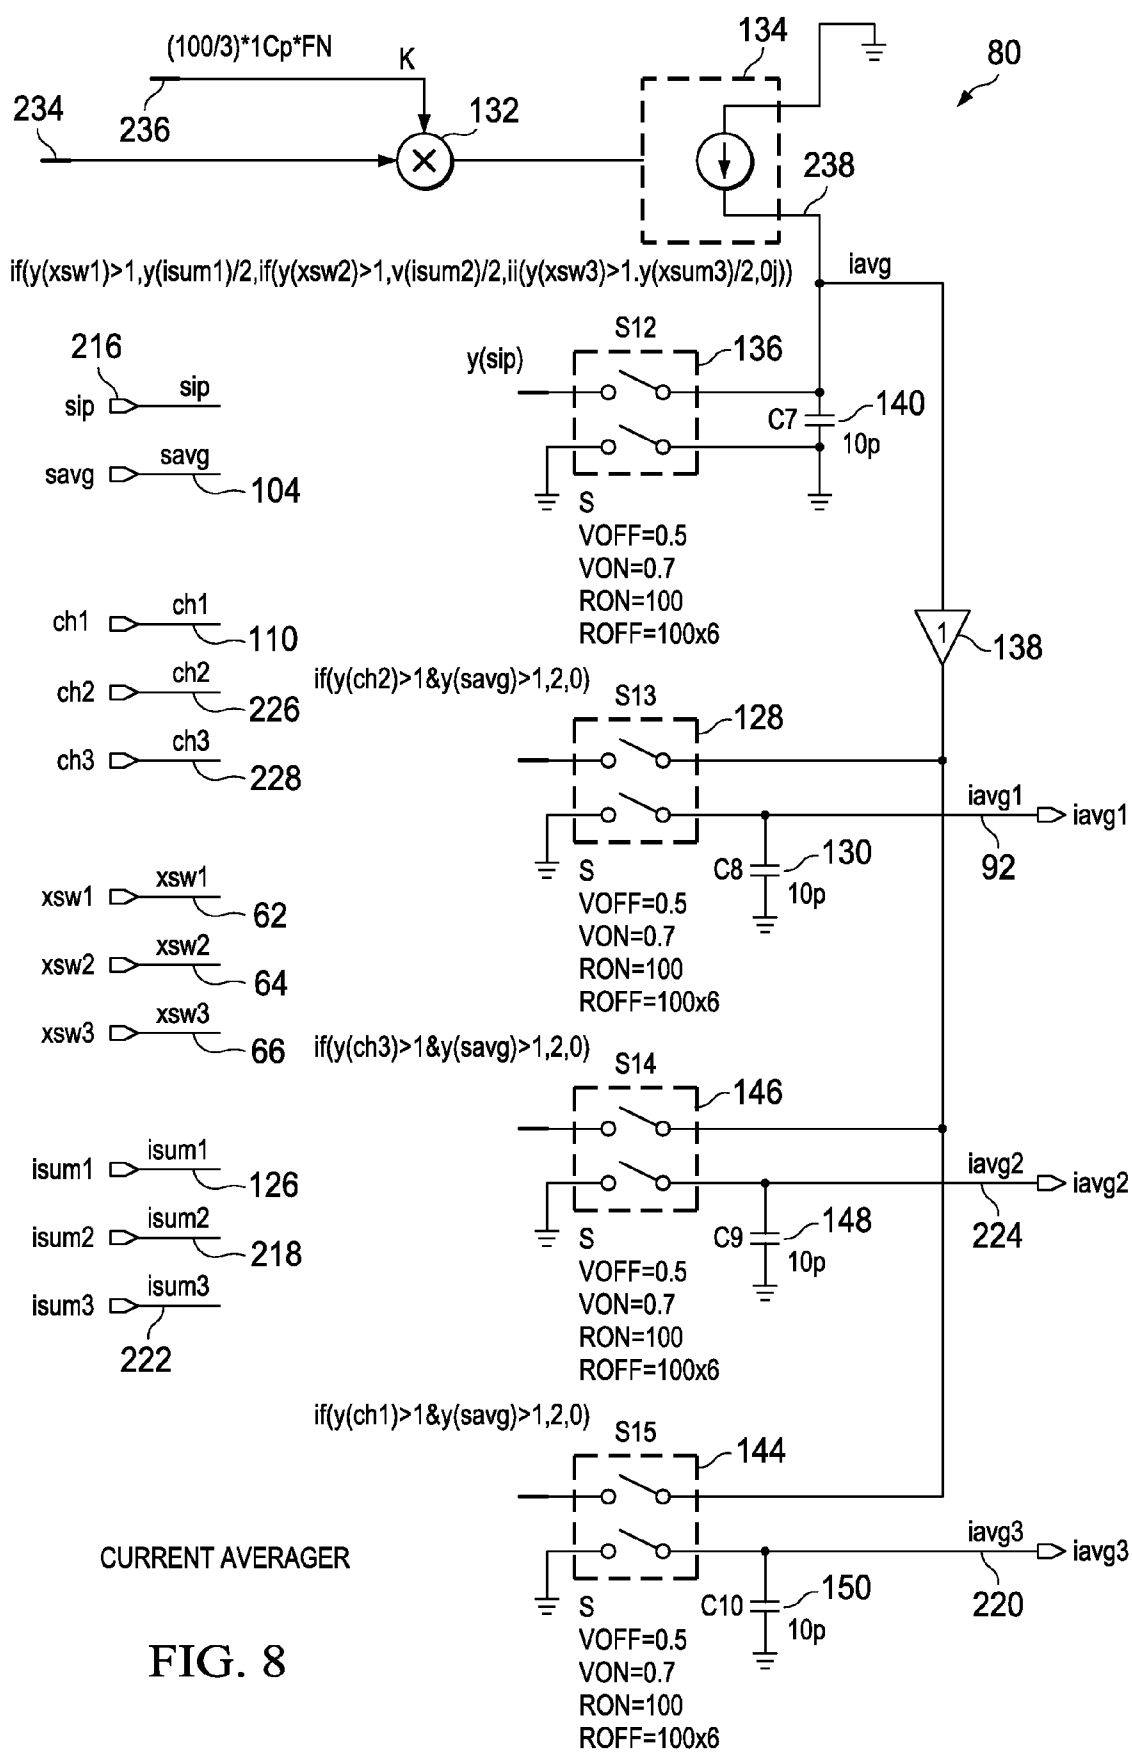 (100/3)*1Cp*FN
K
134
80
234
236
132
238
if(y(xsw1)>1,y(isum1)/2,if(y(xsw2)>1,v(isum2)/2,ii(y(xsw3)>1.y(xsum3)/2,0j))
iavg
S12
216
y(sip)
136
sip
sip
C7
140
10p
savg
savg
104
S
VOFF=0.5
VON=0.7
RON=100
ROFF=100x6
ch1
ch1
110
1
138
ch2
ch2
226
if(y(ch2)>1&y(savg)>1,2,0)
S13
128
ch3
ch3
228
iavg1
iavg1
92
C8
130
10p
S
VOFF=0.5
VON=0.7
RON=100
ROFF=100x6
xsw1
xsw1
62
xsw2
xsw2
64
xsw3
xsw3
66
if(y(ch3)>1&y(savg)>1,2,0)
S14
146
isum1
isum1
126
iavg2
iavg2
224
isum2
isum2
218
C9
148
10p
S
VOFF=0.5
VON=0.7
RON=100
ROFF=100x6
isum3
isum3
222
if(y(ch1)>1&y(savg)>1,2,0)
S15
144
CURRENT AVERAGER
iavg3
iavg3
220
C10
150
10p
S
VOFF=0.5
VON=0.7
RON=100
ROFF=100x6
FIG. 8